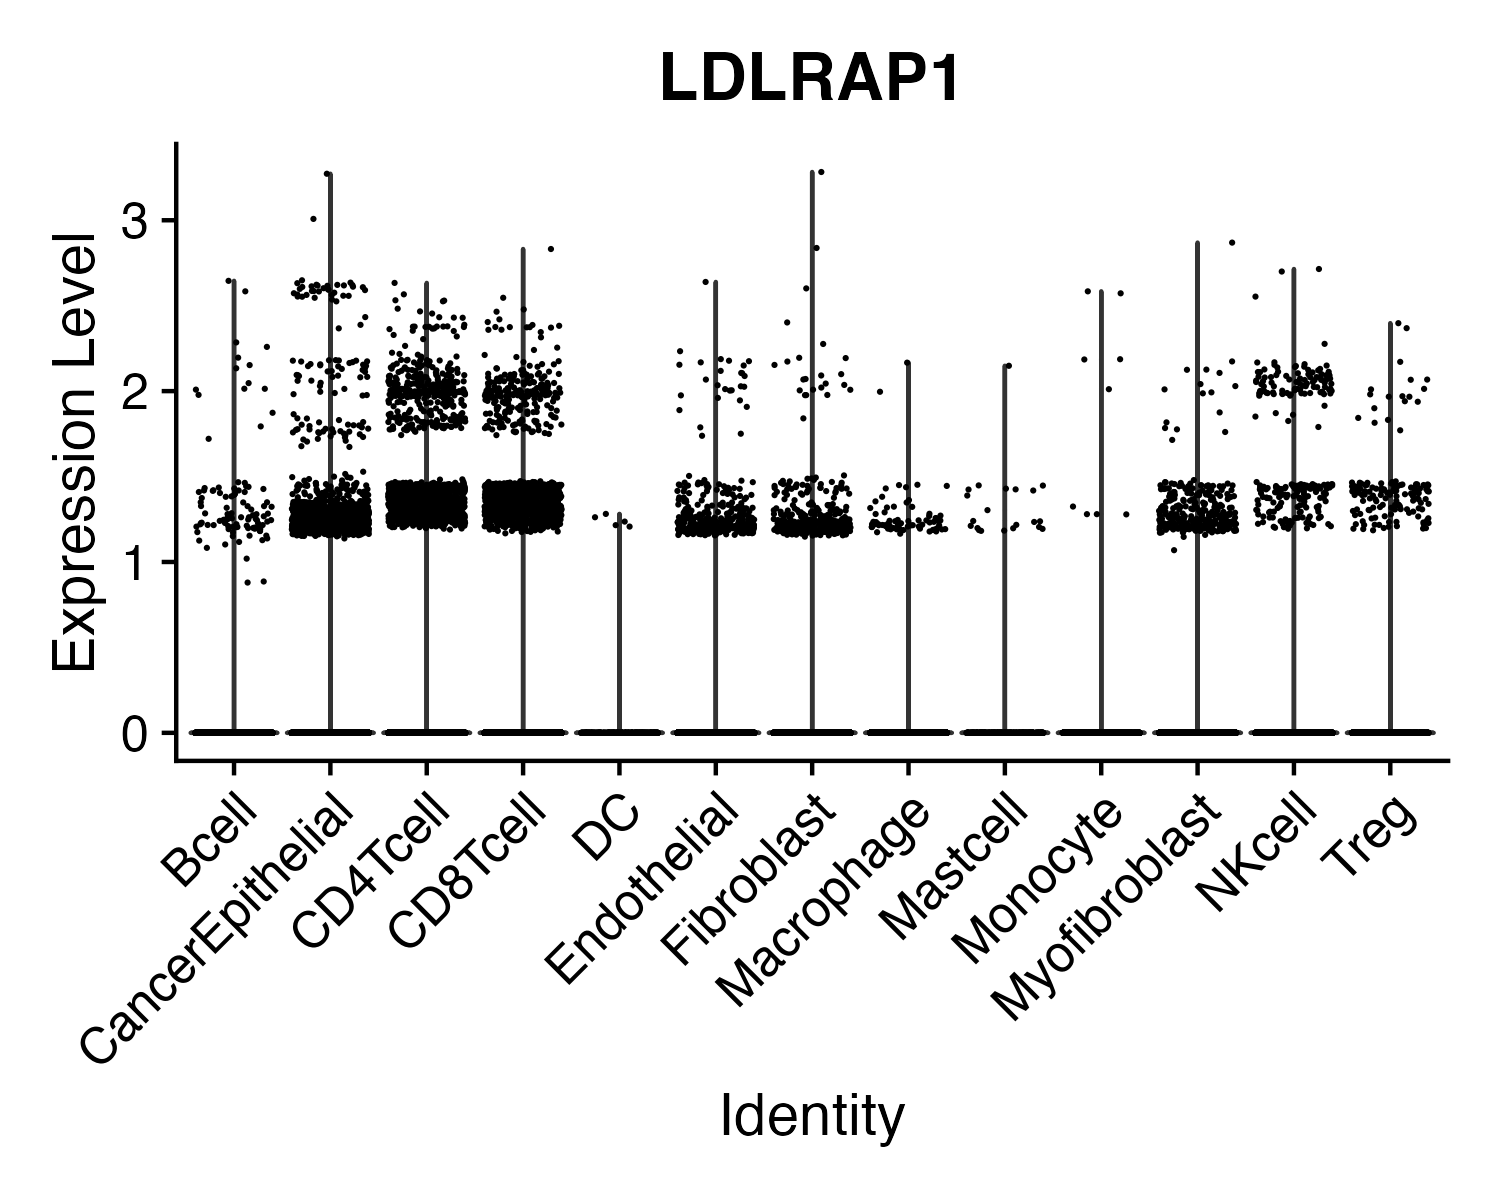 LDLRAP1
Expression Level
3
2
1
0
Bcell
CancerEpithelial
CD4Tcell
CD8Tcell
DC
Endothelial
Fibroblast
Macrophage
Mastcell
Monocyte
Myofibroblast
NKcell
Treg
Identity